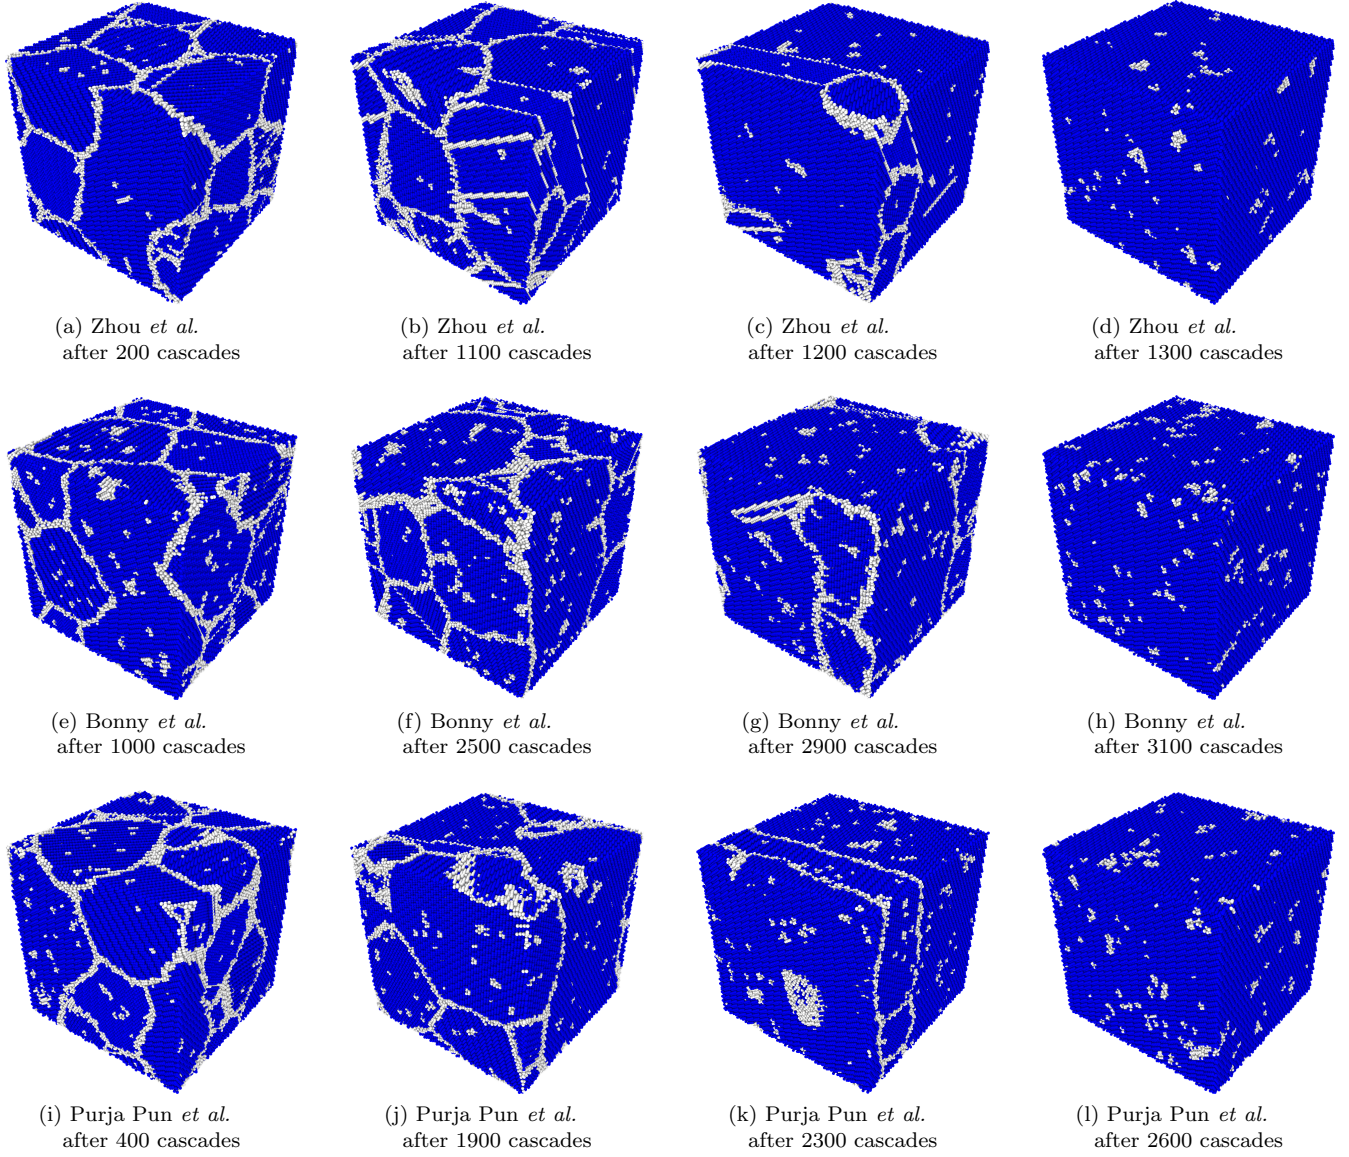 (a) Zhou et al.
after 200 cascades
(b) Zhou et al.
after 1100 cascades
(c) Zhou et al.
after 1200 cascades
(d) Zhou et al.
after 1300 cascades
(e) Bonny et al.
after 1000 cascades
(f) Bonny et al.
after 2500 cascades
(g) Bonny et al.
after 2900 cascades
(h) Bonny et al.
after 3100 cascades
(i) Purja Pun et al.
after 400 cascades
(j) Purja Pun et al.
after 1900 cascades
(k) Purja Pun et al.
after 2300 cascades
(l) Purja Pun et al.
after 2600 cascades